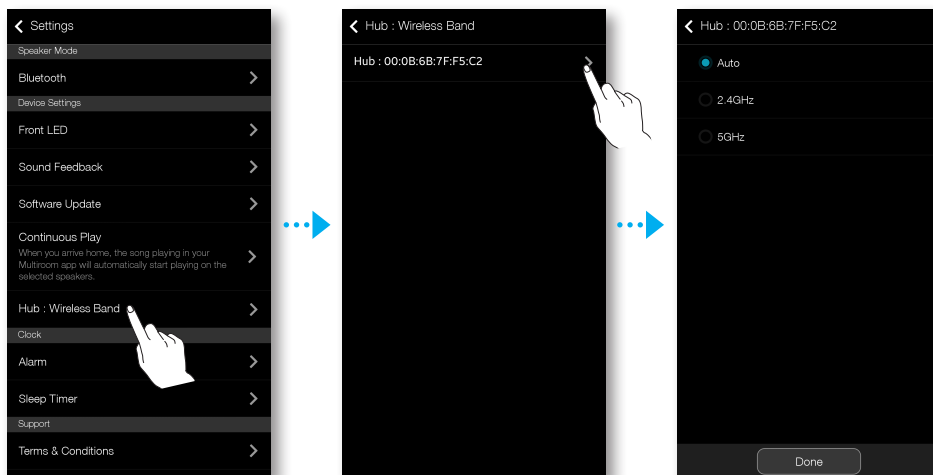 Settings
Speaker Mode
Bluetooth
Device Settings
Front LED
Sound Feedback
Software Update
Continuous Play
When you arrive home, the song playing in your
Multiroom app will automatically start playing on the
selected speakers.
Hub : Wireless Band
Clock
Alarm
Sleep Timer
Support
Terms & Conditions
Hub : Wireless Band
Hub : 00:0B:6B:7F:F5:C2
Hub : 00:0B:6B:7F:F5:C2
Auto
2.4GHz
5GHz
Done